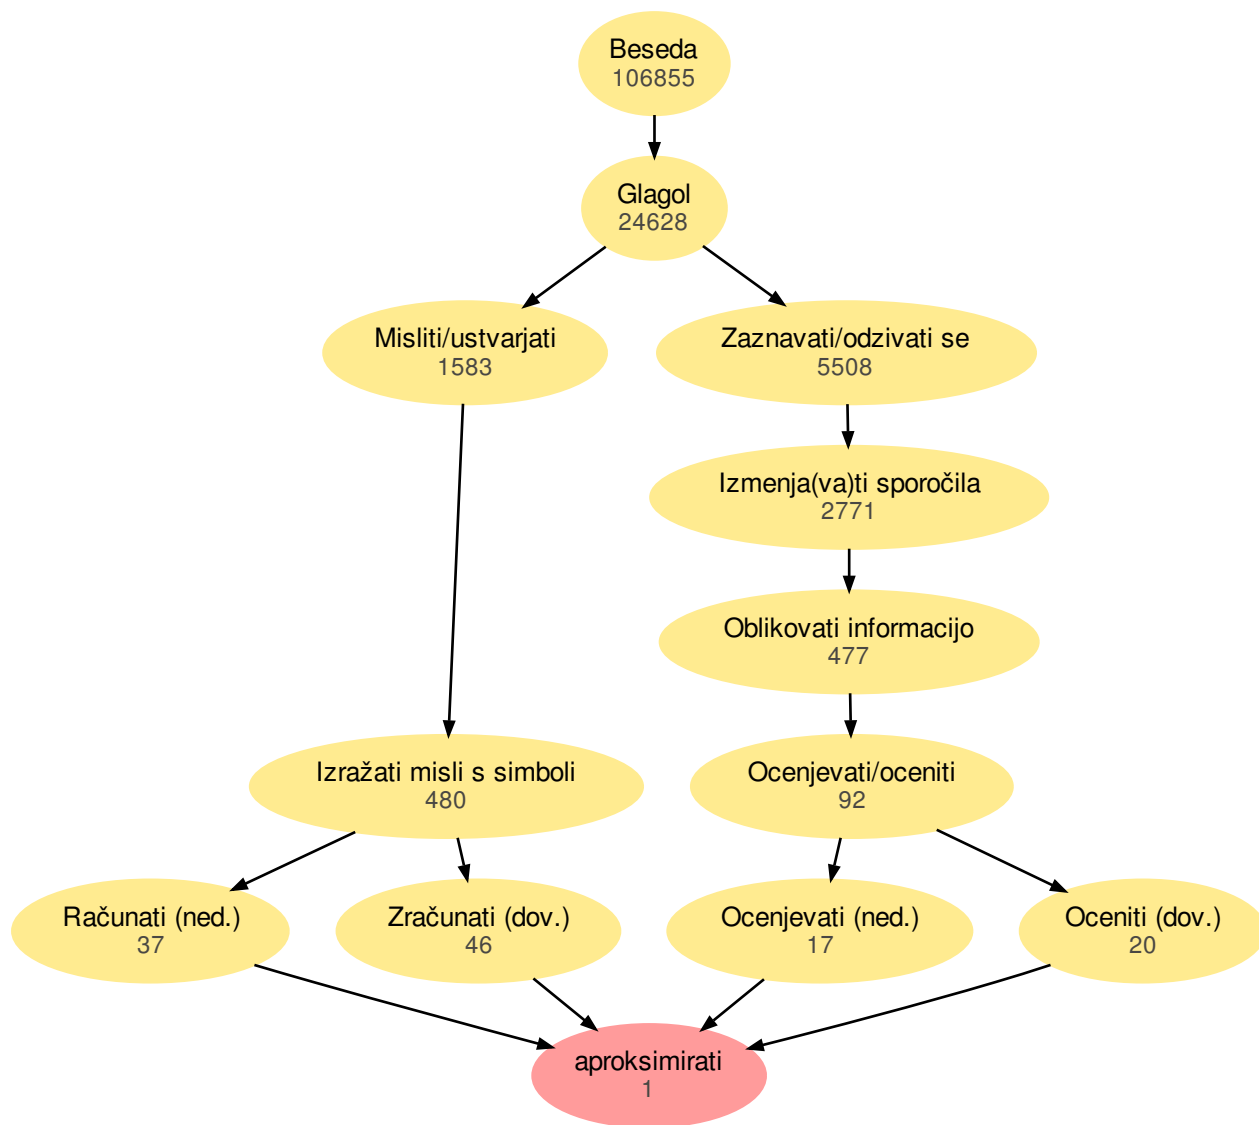 Beseda
106855
Glagol
24628
Misliti/ustvarjati
1583
Zaznavati/odzivati se
5508
Izmenja(va)ti sporočila
2771
Oblikovati informacijo
477
Izražati misli s simboli
480
Ocenjevati/oceniti
92
Računati (ned.)
37
Zračunati (dov.)
46
Ocenjevati (ned.)
17
Oceniti (dov.)
20
aproksimirati
1